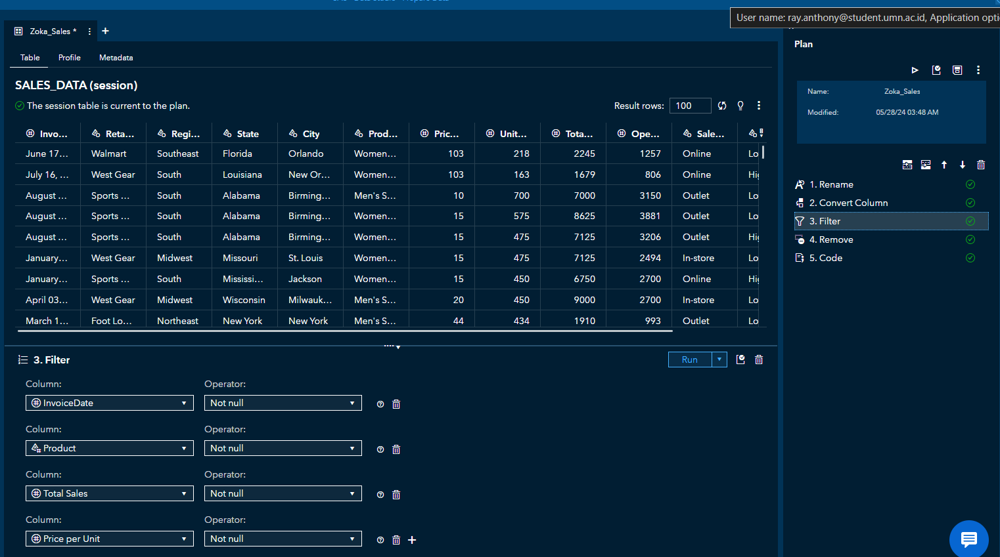 User name: ray.anthony@student.umn.ac.id, Application opti
Zoka_Sales *
Table Profile Metadata
SALES_DATA (session)
The session table is current to the plan.
Result rows: 100
Invo... Reta... Regi... State City Prod... Pric... Unit... Tota... Ope... Sale...
June 17... Walmart Southeast Florida Orlando Women... 103 218 2245 1257 Online Lo
July 16, ... West Gear South Louisiana New Or... Women... 103 163 1679 806 Online Hi
August ... Sports ... South Alabama Birming... Men's S... 10 700 7000 3150 Outlet Lo
August ... Sports ... South Alabama Birming... Women... 15 575 8625 3881 Outlet Lo
August ... Sports ... South Alabama Birming... Women... 15 475 7125 3206 Outlet Hi
January... West Gear Midwest Missouri St. Louis Women... 15 475 7125 2494 In-store Lo
January... Sports ... South Mississi... Jackson Women... 15 450 6750 2700 Online Hi
April 03... West Gear Midwest Wisconsin Milwauk... Men's S... 20 450 9000 2700 In-store Lo
March 1... Foot Lo... Northeast New York New York Men's S... 44 434 1910 993 Outlet Lo
3. Filter
Run
Column: Operator:
InvoiceDate Not null
Column: Operator:
Product Not null
Column: Operator:
Total Sales Not null
Column: Operator:
Price per Unit Not null
Plan
Name: Zoka_Sales
Modified: 05/28/24 03:48 AM
1. Rename
2. Convert Column
3. Filter
4. Remove
5. Code